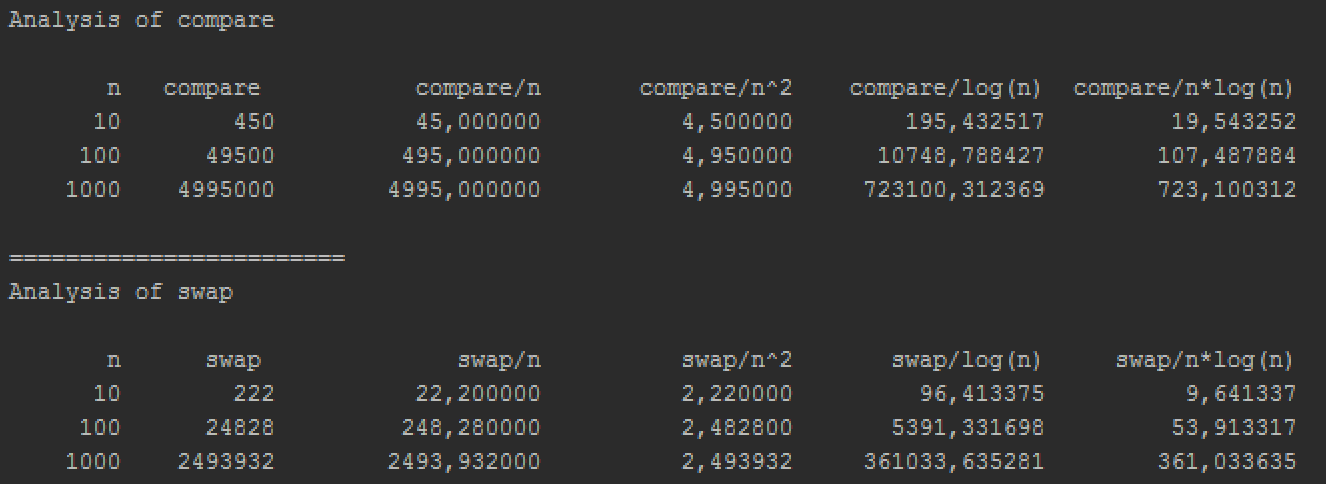 Analysis of compare
n compare compare/n compare/n^2 compare/log(n) compare/n*log(n)
10 450 45,000000 4,500000 195,432517 19,543252
100 49500 495,000000 4,950000 10748,788427 107,487884
1000 4995000 4995,000000 4,995000 723100,312369 723,100312
========================
Analysis of swap
n swap swap/n swap/n^2 swap/log(n) swap/n*log(n)
10 222 22,200000 2,220000 96,413375 9,641337
100 24828 248,280000 2,482800 5391,331698 53,913317
1000 2493932 2493,932000 2,493932 361033,635281 361,033635